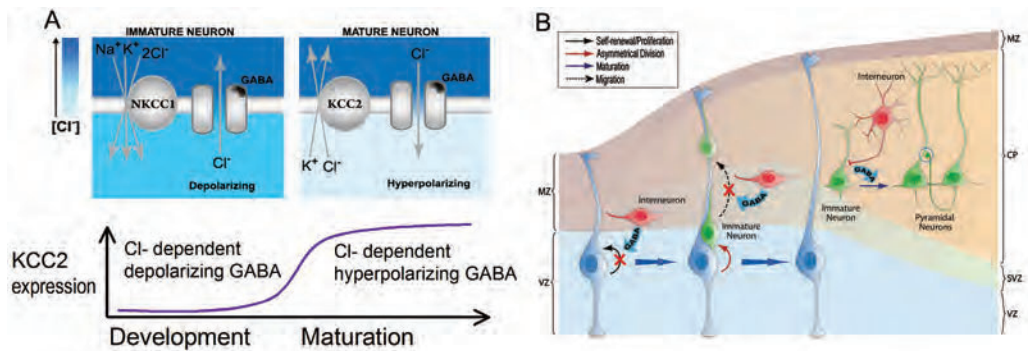 A
IMMATURE NEURON
MATURE NEURON
[Cl⁻]
Na⁺ K⁺ 2Cl⁻
NKCC1
GABA
Cl⁻
Depolarizing
K⁺ Cl⁻
KCC2
Cl⁻
GABA
Hyperpolarizing
KCC2
expression
Cl- dependent
depolarizing GABA
Cl- dependent
hyperpolarizing GABA
Development
Maturation
B
Self-renewal/Proliferation
Asymmetrical Division
Maturation
Migration
MZ
VZ
Interneuron
GABA
GABA
Immature
Neuron
Interneuron
GABA
Immature
Neuron
Pyramidal
Neurons
MZ
CP
SVZ
VZ